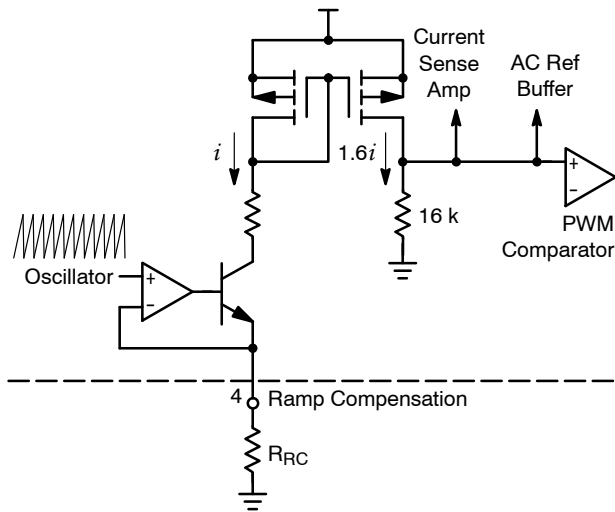 Current
Sense
Amp
AC Ref
Buffer
i
1.6i
+
−
16 k
PWM
Comparator
Oscillator
+
−
4
Ramp Compensation
RRC